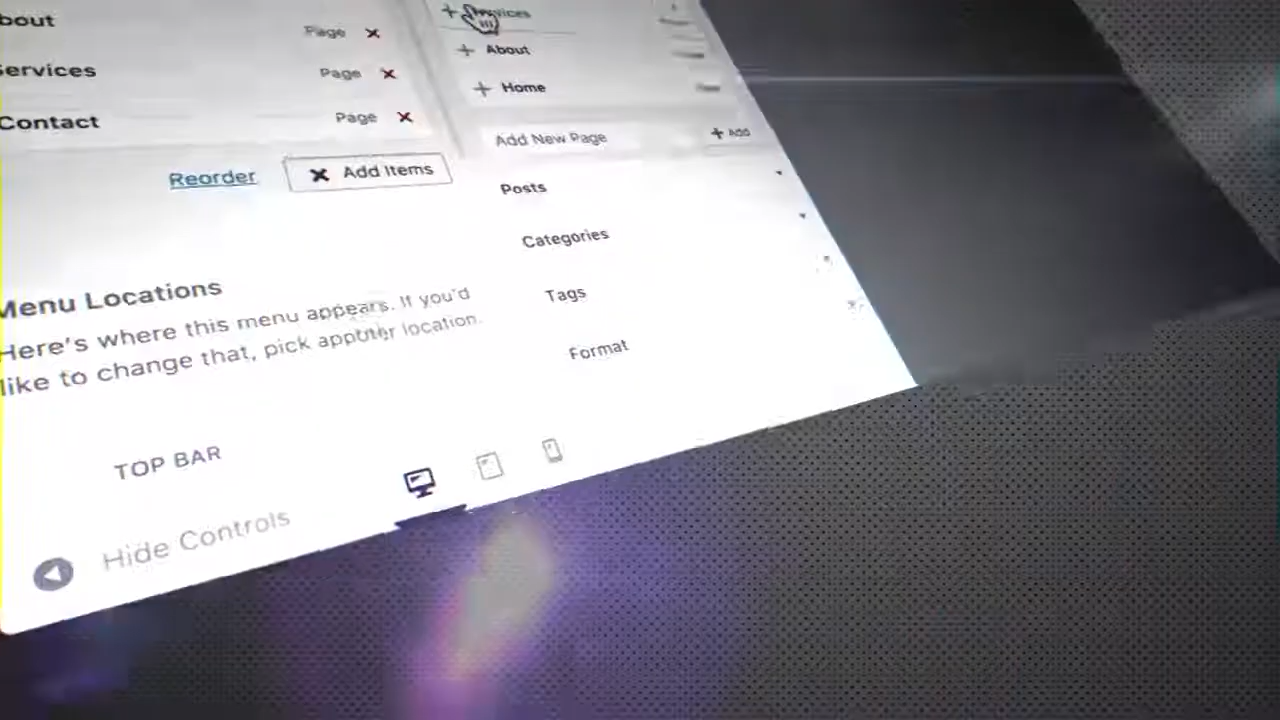 bout Page
Services Page
Contact Page
Reorder Add Items
Services
About
Home
Add New Page Add
Posts
Categories
Tags
Format
Menu Locations
Here's where this menu appears. If you'd
like to change that, pick location.
TOP BAR
Hide Controls